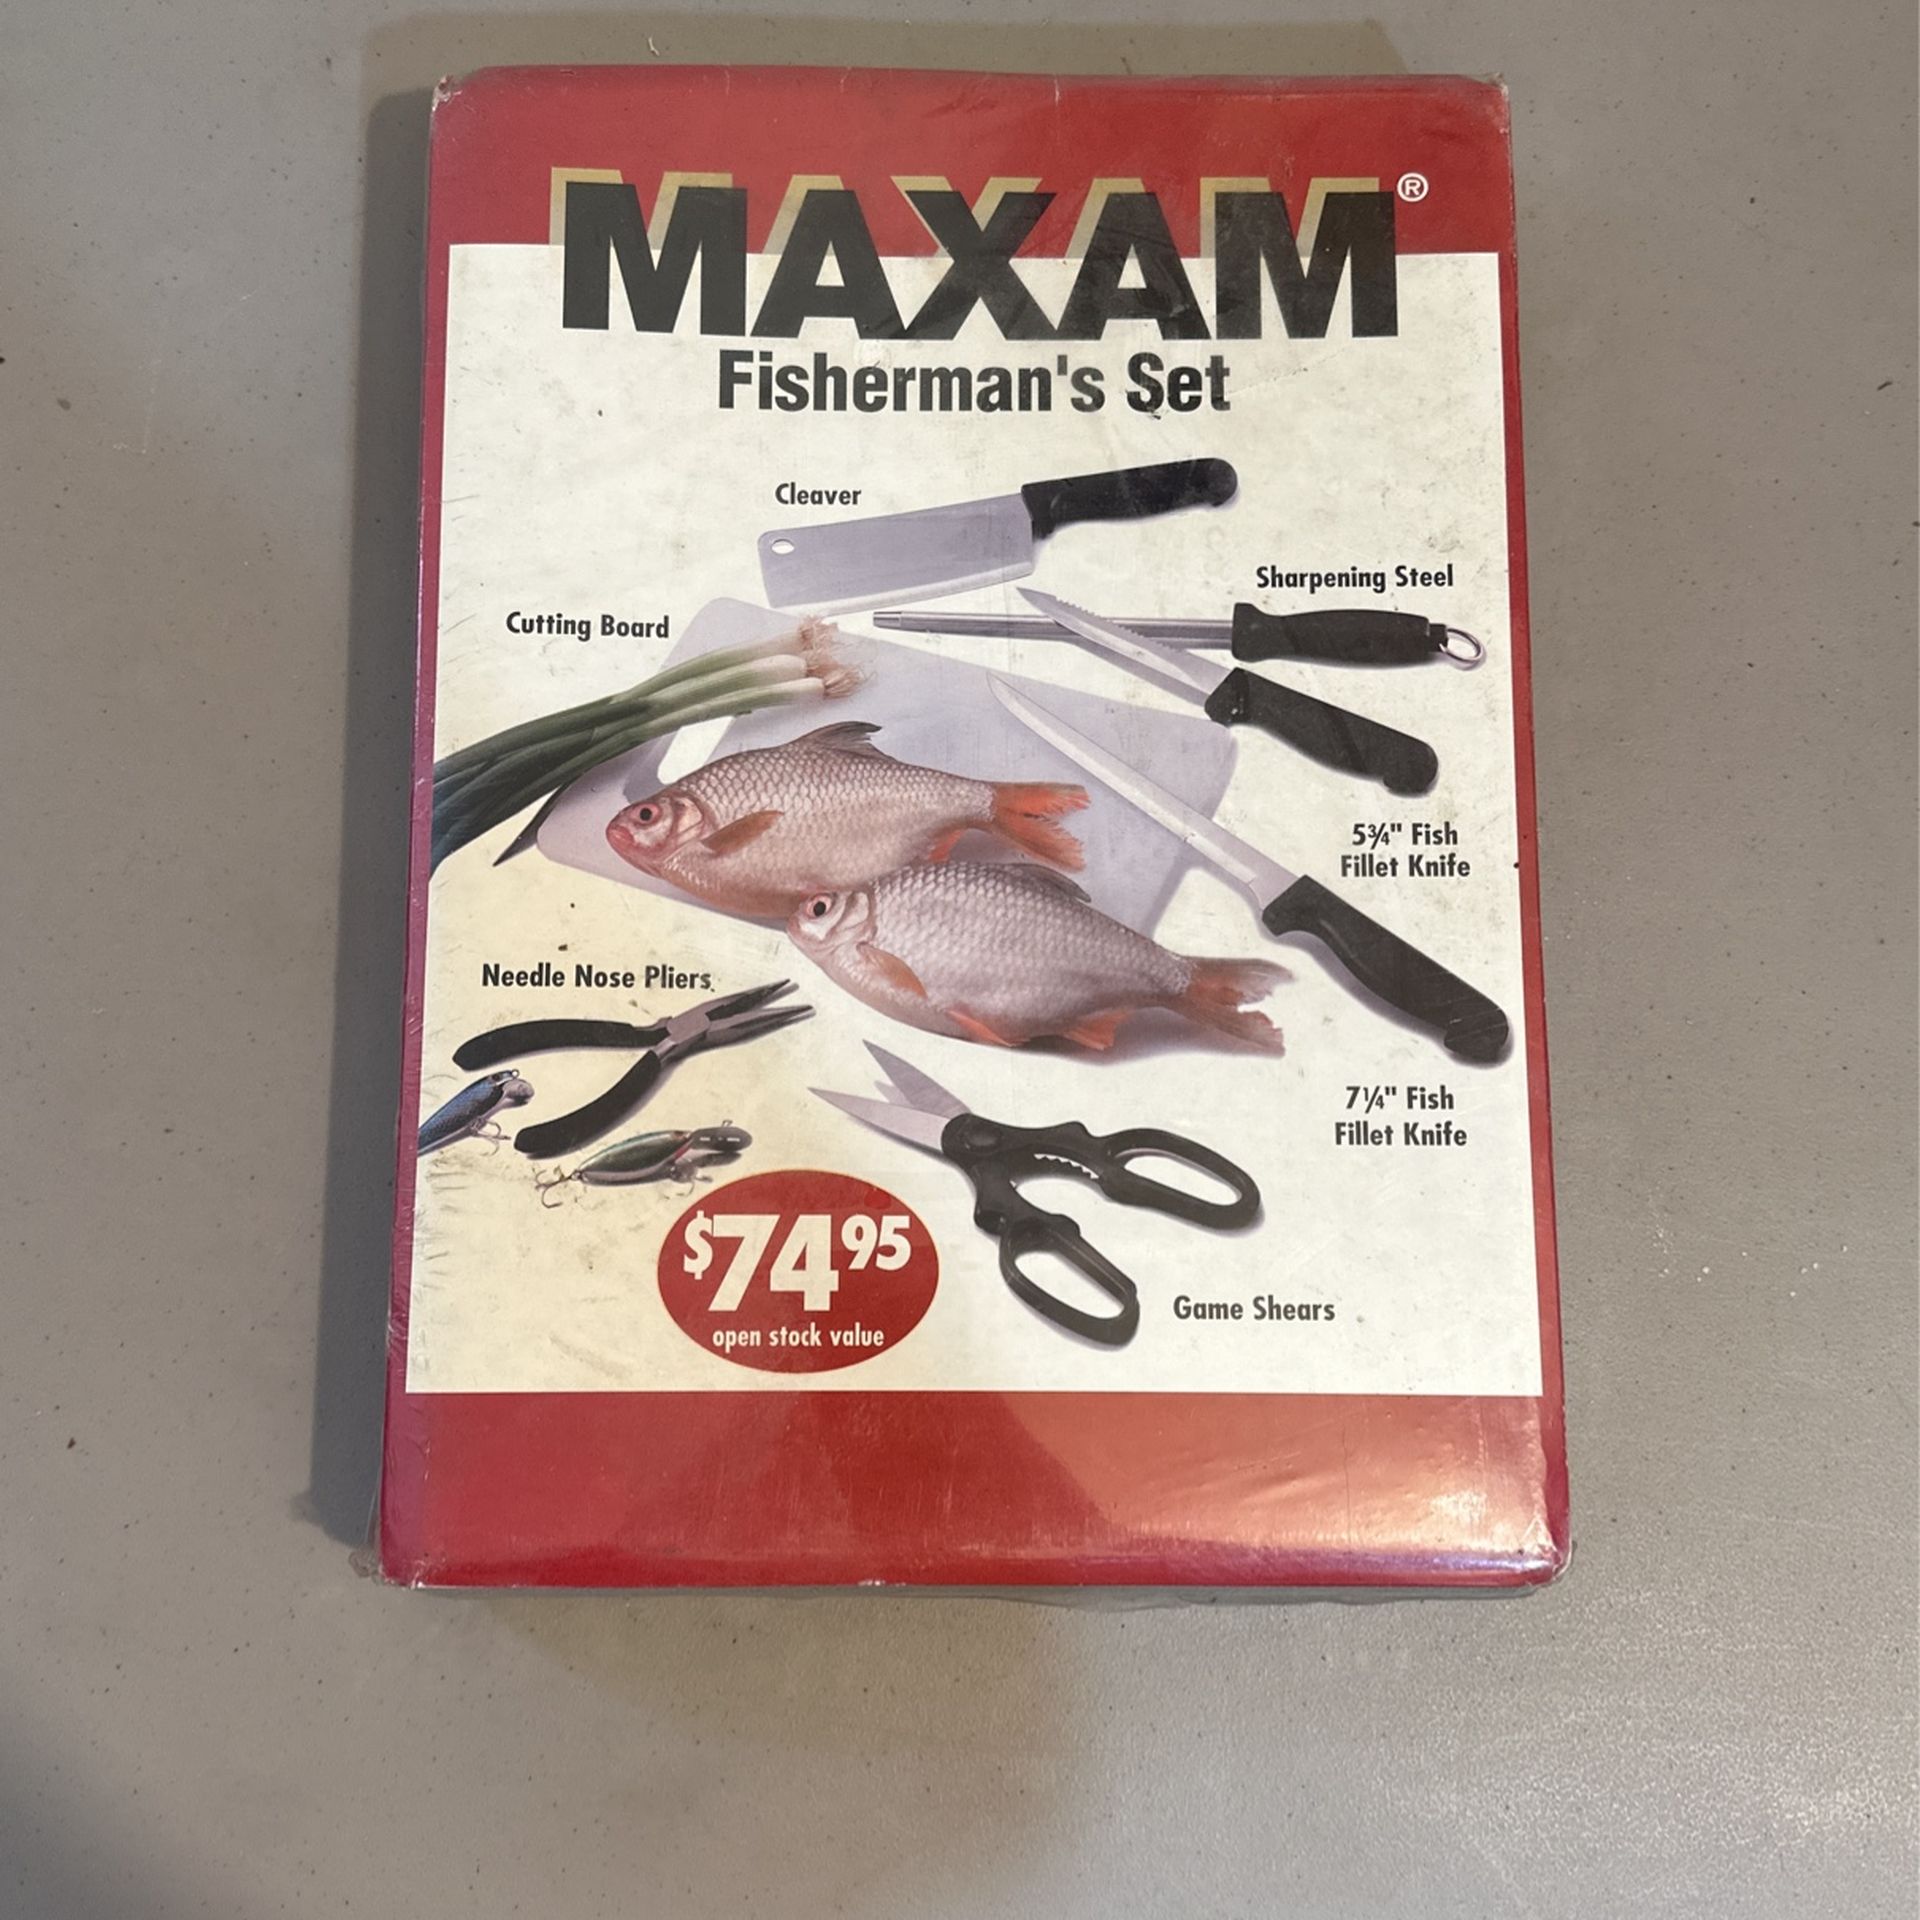 MAXAM®
Fisherman's Set
Cleaver
Sharpening Steel
Cutting Board
5¾" Fish
Fillet Knife
Needle Nose Pliers
7¼" Fish
Fillet Knife
$74 95
open stock value
Game Shears